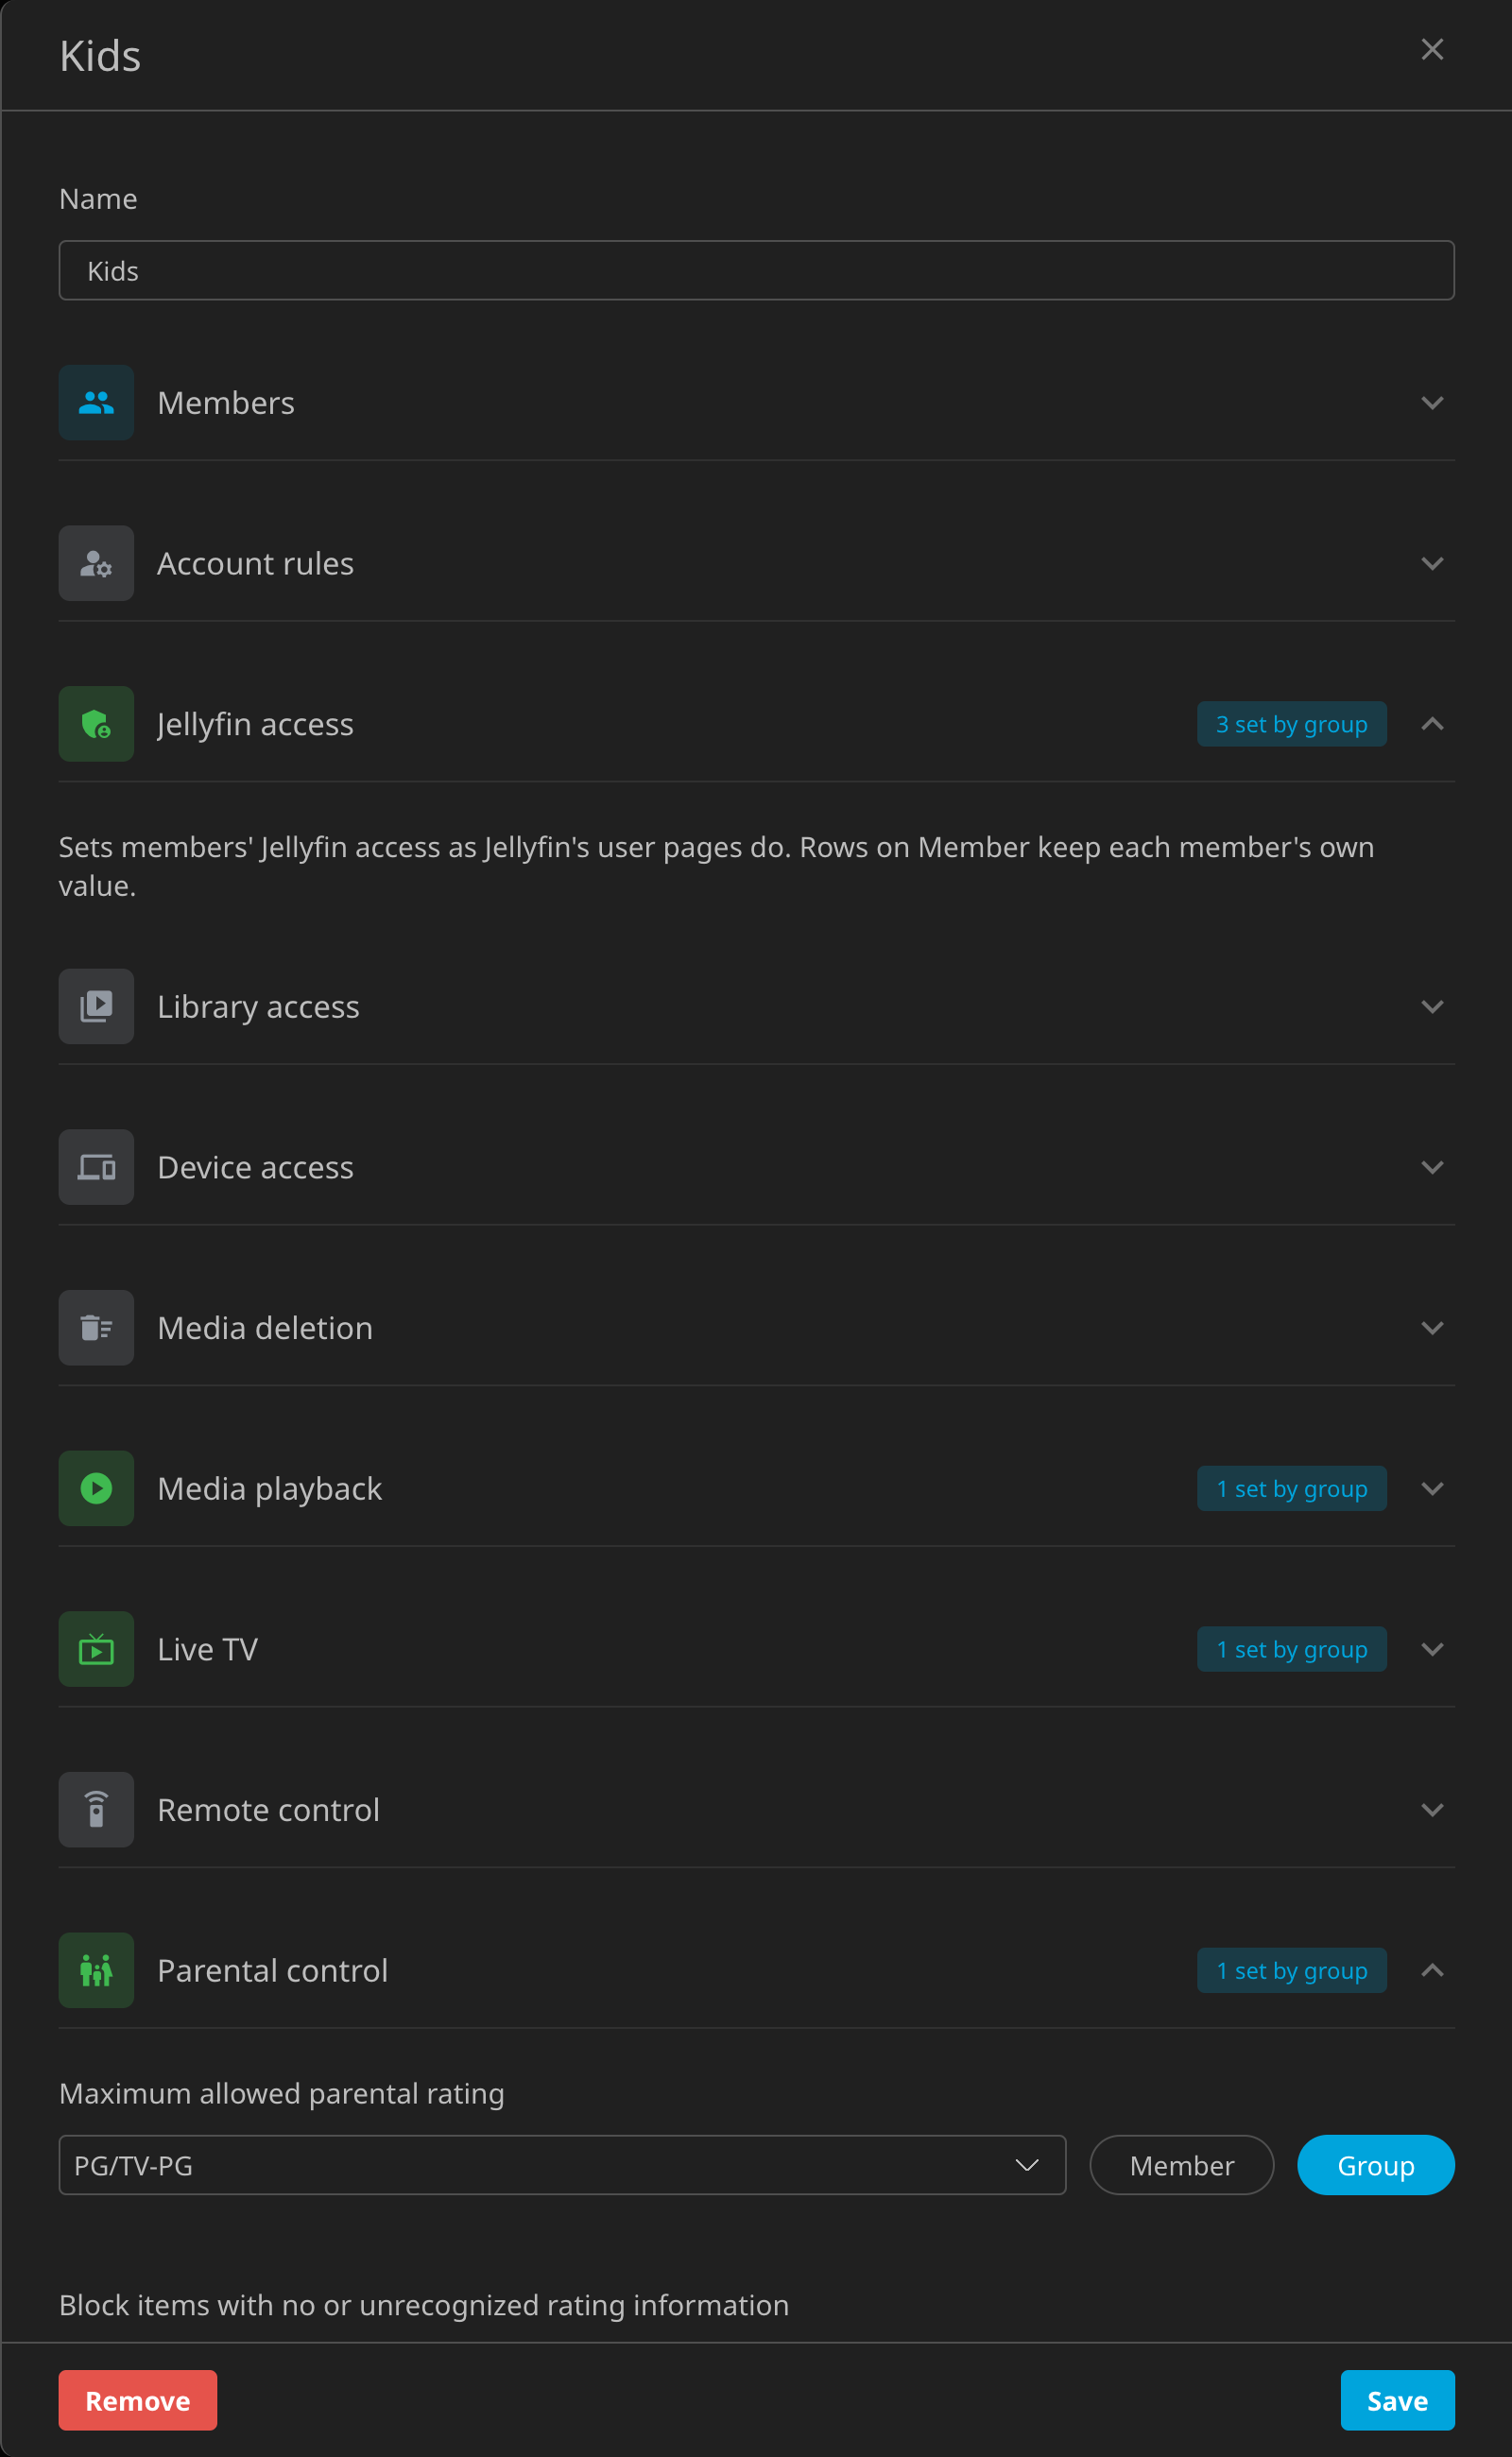 Kids
Name
Kids
Members
Account rules
Jellyfin access
3 set by group
Sets members' Jellyfin access as Jellyfin's user pages do. Rows on Member keep each member's own
value.
Library access
Device access
Media deletion
Media playback
1 set by group
Live TV
1 set by group
Remote control
Parental control
1 set by group
Maximum allowed parental rating
PG/TV-PG
Member
Group
Block items with no or unrecognized rating information
Remove
Save